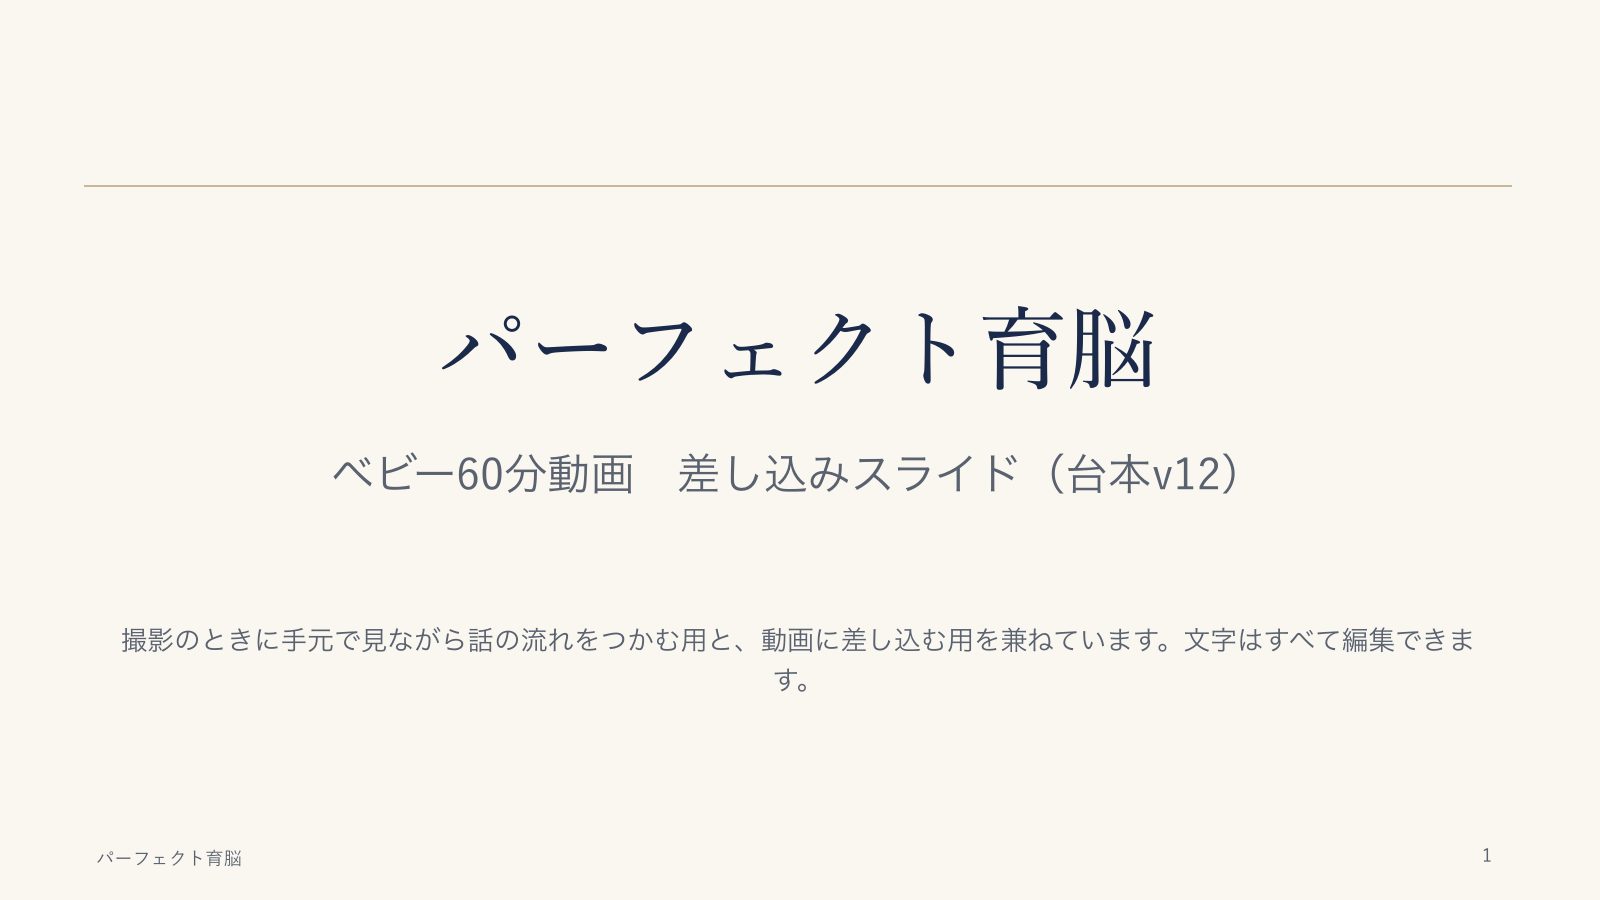 パーフェクト育脳
ベビー60分動画　差し込みスライド（台本v12）
撮影のときに手元で見ながら話の流れをつかむ用と、動画に差し込む用を兼ねています。文字はすべて編集できま
す。
パーフェクト育脳
1